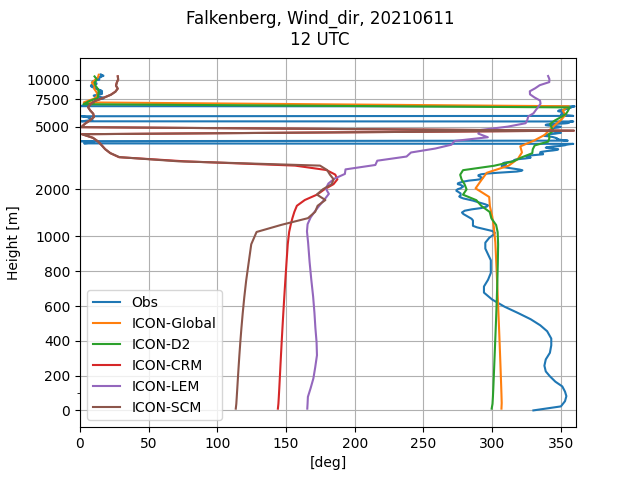 Falkenberg, Wind_dir, 20210611
12 UTC
10000
7500
5000
2000
1000
800
600
400
200
0
Height [m]
Obs
ICON-Global
ICON-D2
ICON-CRM
ICON-LEM
ICON-SCM
0 50 100 150 200 250 300 350
[deg]